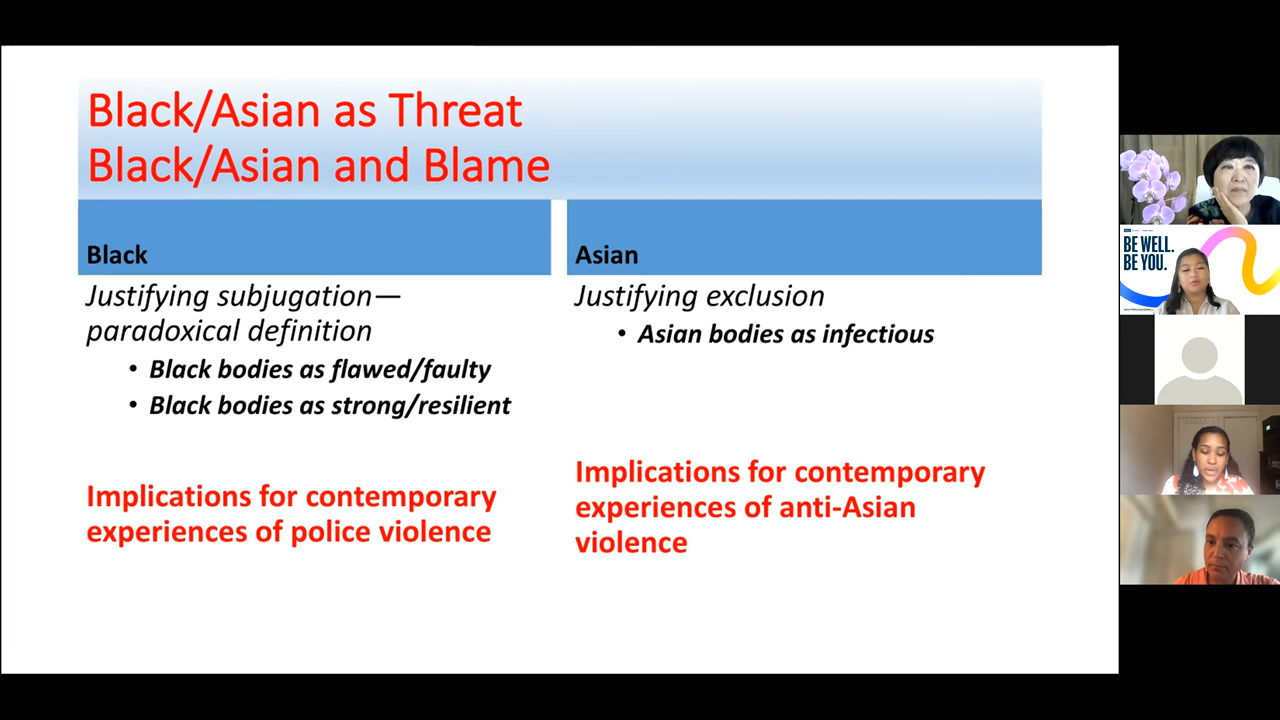 Black/Asian as Threat
Black/Asian and Blame
Black
Justifying subjugation—
paradoxical definition
• Black bodies as flawed/faulty
• Black bodies as strong/resilient
Implications for contemporary
experiences of police violence
Asian
Justifying exclusion
• Asian bodies as infectious
Implications for contemporary
experiences of anti-Asian
violence
BE WELL.
BE YOU.